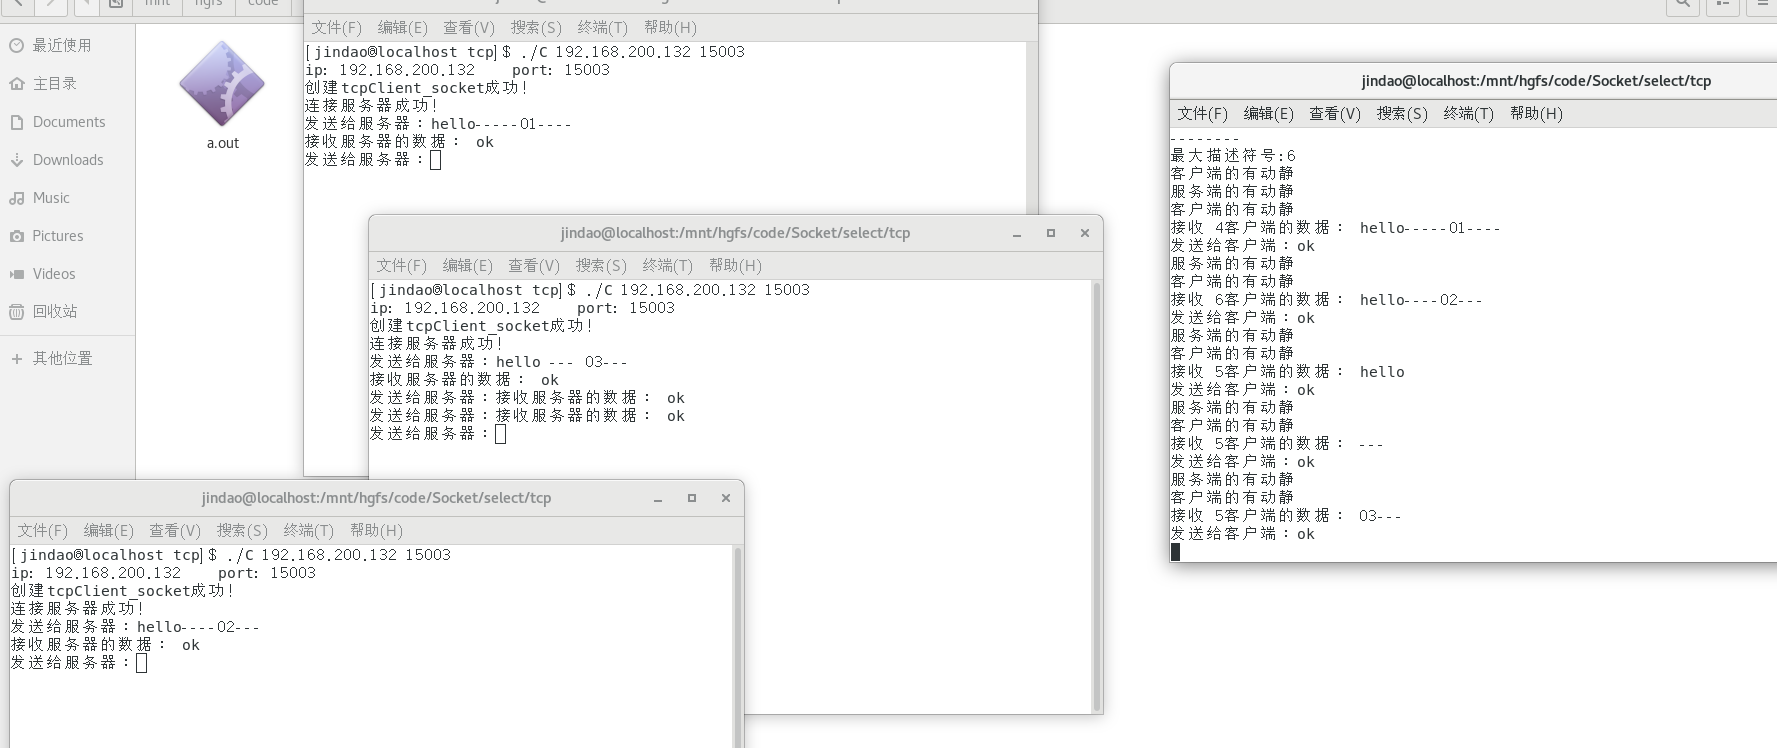 mnt
hgfs
code
最近使用
主目录
Documents
Downloads
Music
Pictures
Videos
回收站
+ 其他位置
a.out
文件(F) 编辑(E) 查看(V) 搜索(S) 终端(T) 帮助(H)
[jindao@localhost tcp]$ ./C 192.168.200.132 15003
ip: 192.168.200.132    port: 15003
创建tcpClient_socket成功!
连接服务器成功!
发送给服务器：hello-----01----
接收服务器的数据： ok
发送给服务器：
jindao@localhost:/mnt/hgfs/code/Socket/select/tcp
文件(F) 编辑(E) 查看(V) 搜索(S) 终端(T) 帮助(H)
[jindao@localhost tcp]$ ./C 192.168.200.132 15003
ip: 192.168.200.132    port: 15003
创建tcpClient_socket成功!
连接服务器成功!
发送给服务器：hello --- 03---
接收服务器的数据： ok
发送给服务器：接收服务器的数据： ok
发送给服务器：接收服务器的数据： ok
发送给服务器：
jindao@localhost:/mnt/hgfs/code/Socket/select/tcp
文件(F) 编辑(E) 查看(V) 搜索(S) 终端(T) 帮助(H)
[jindao@localhost tcp]$ ./C 192.168.200.132 15003
ip: 192.168.200.132    port: 15003
创建tcpClient_socket成功!
连接服务器成功!
发送给服务器：hello----02---
接收服务器的数据： ok
发送给服务器：
jindao@localhost:/mnt/hgfs/code/Socket/select/tcp
文件(F) 编辑(E) 查看(V) 搜索(S) 终端(T) 帮助(H)
--------
最大描述符号:6
客户端的有动静
服务端的有动静
客户端的有动静
接收 4客户端的数据： hello-----01----
发送给客户端：ok
服务端的有动静
客户端的有动静
接收 6客户端的数据： hello----02---
发送给客户端：ok
服务端的有动静
客户端的有动静
接收 5客户端的数据： hello
发送给客户端：ok
服务端的有动静
客户端的有动静
接收 5客户端的数据： ---
发送给客户端：ok
服务端的有动静
客户端的有动静
接收 5客户端的数据： 03---
发送给客户端：ok